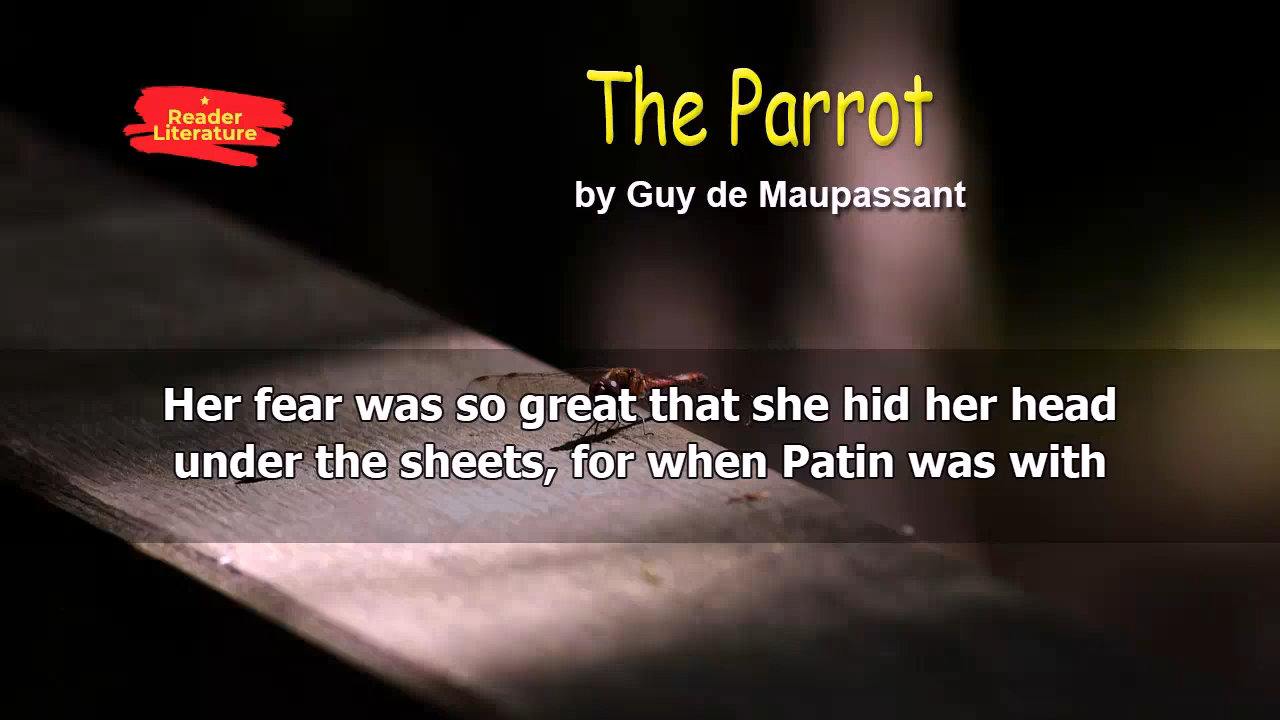 The Parrot
Reader
Literature
by Guy de Maupassant
Her fear was so great that she hid her head
under the sheets, for when Patin was with